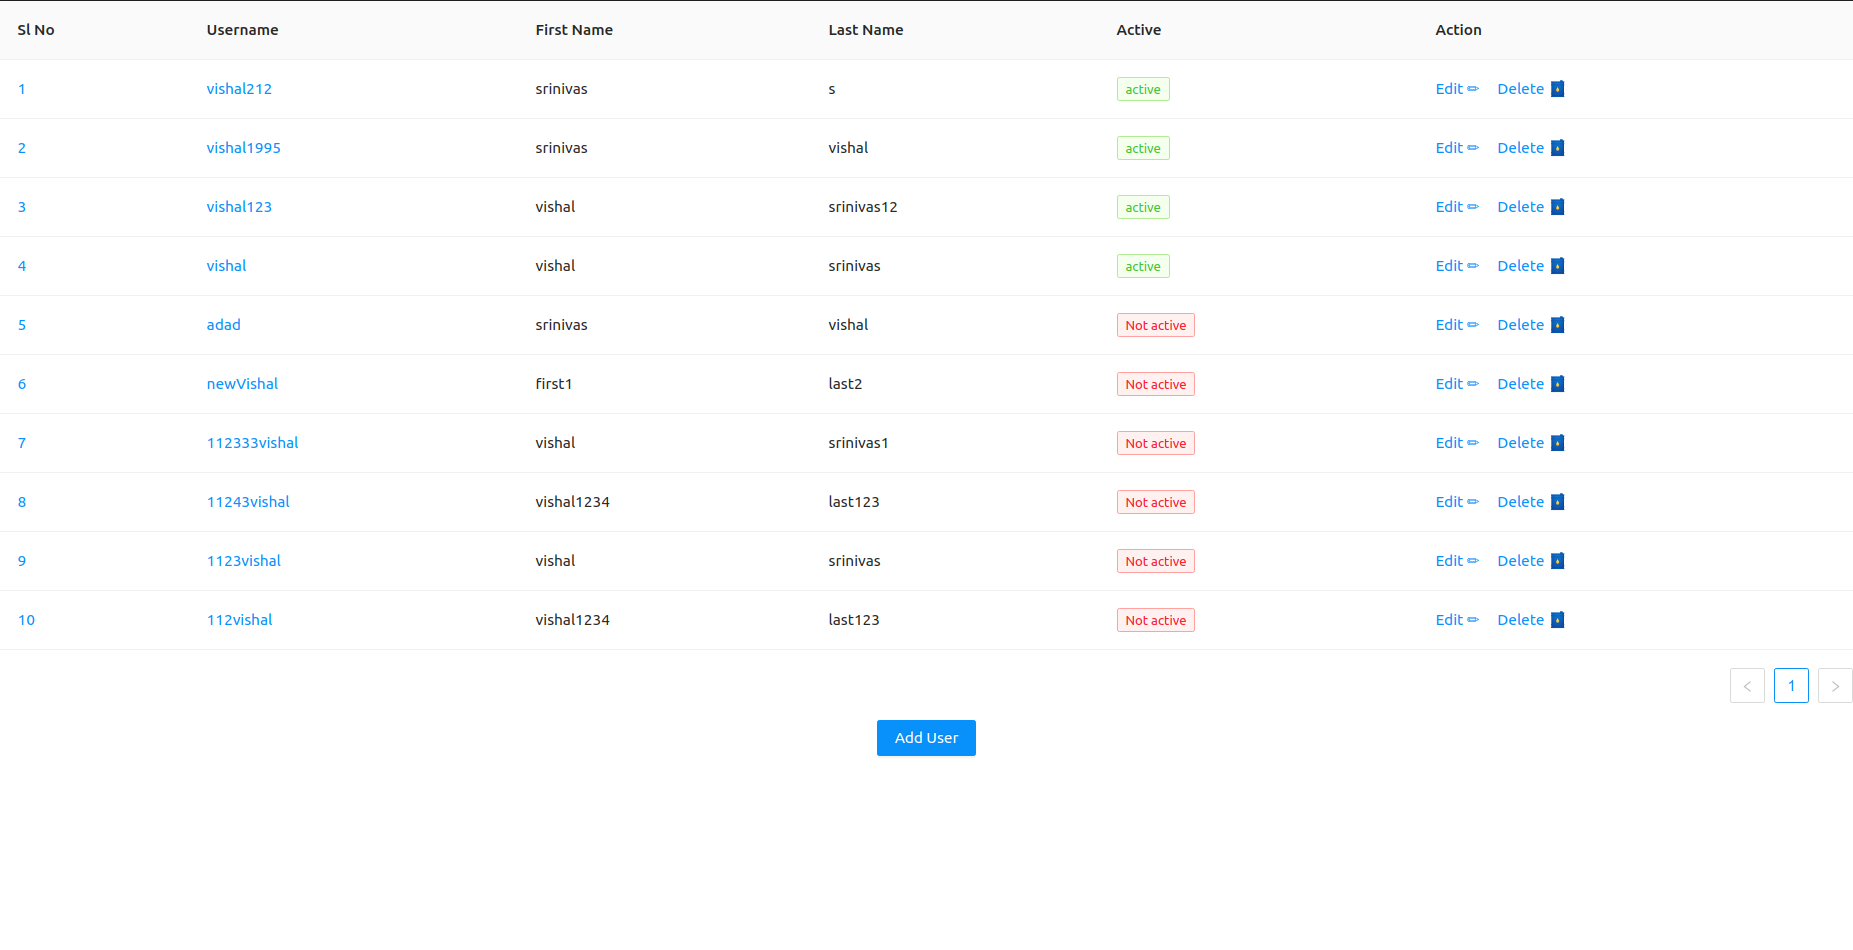 Sl No Username First Name Last Name Active Action
1 vishal212 srinivas s active Edit ✏ Delete
2 vishal1995 srinivas vishal active Edit ✏ Delete
3 vishal123 vishal srinivas12 active Edit ✏ Delete
4 vishal vishal srinivas active Edit ✏ Delete
5 adad srinivas vishal Not active Edit ✏ Delete
6 newVishal first1 last2 Not active Edit ✏ Delete
7 112333vishal vishal srinivas1 Not active Edit ✏ Delete
8 11243vishal vishal1234 last123 Not active Edit ✏ Delete
9 1123vishal vishal srinivas Not active Edit ✏ Delete
10 112vishal vishal1234 last123 Not active Edit ✏ Delete
< 1 >
Add User